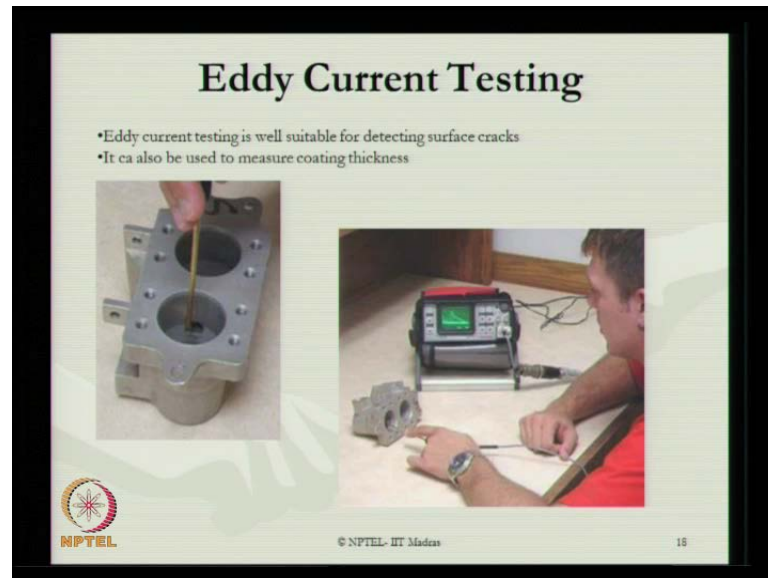 Eddy Current Testing
•Eddy current testing is well suitable for detecting surface cracks
•It ca also be used to measure coating thickness
NPTEL
© NPTEL- IIT Madras
18